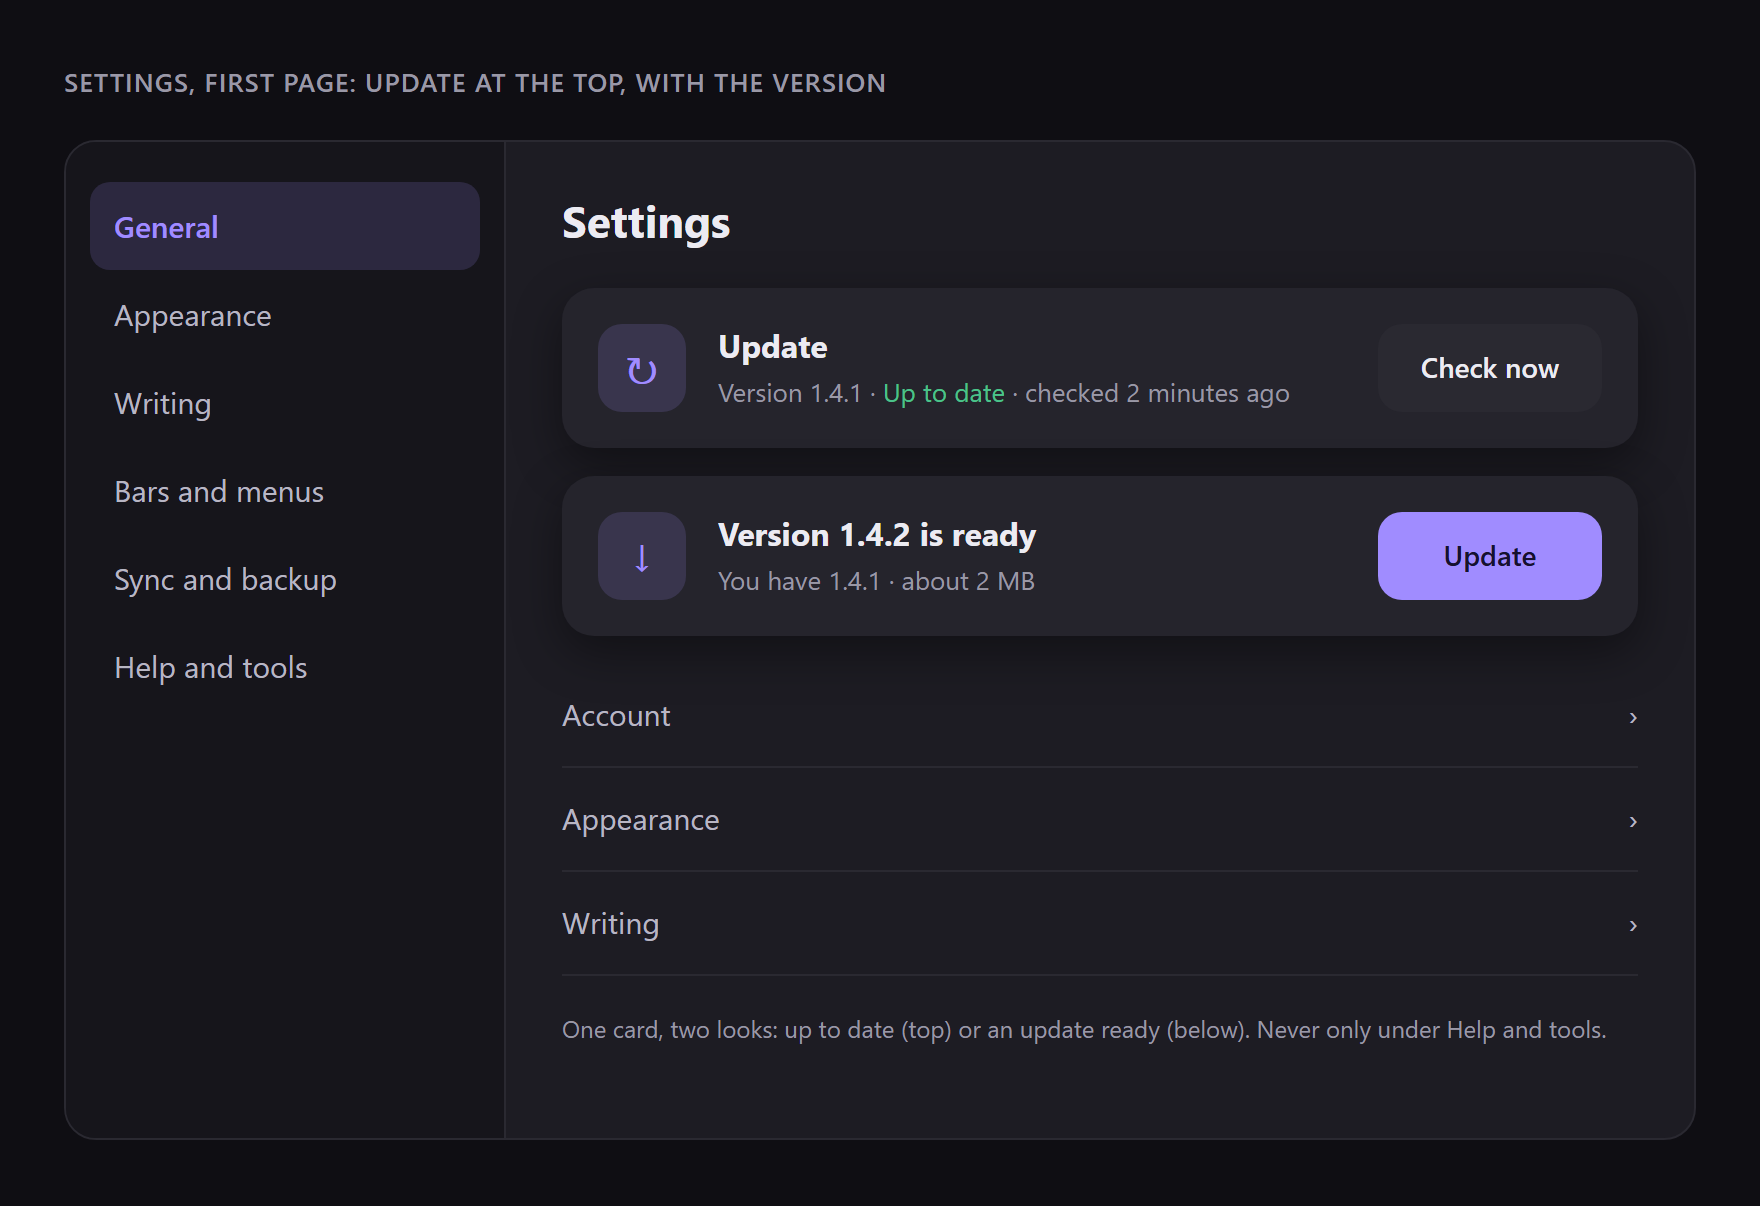 SETTINGS, FIRST PAGE: UPDATE AT THE TOP, WITH THE VERSION
General
Appearance
Writing
Bars and menus
Sync and backup
Help and tools
Settings
Update
Version 1.4.1 · Up to date · checked 2 minutes ago
Check now
Version 1.4.2 is ready
You have 1.4.1 · about 2 MB
Update
Account
Appearance
Writing
One card, two looks: up to date (top) or an update ready (below). Never only under Help and tools.